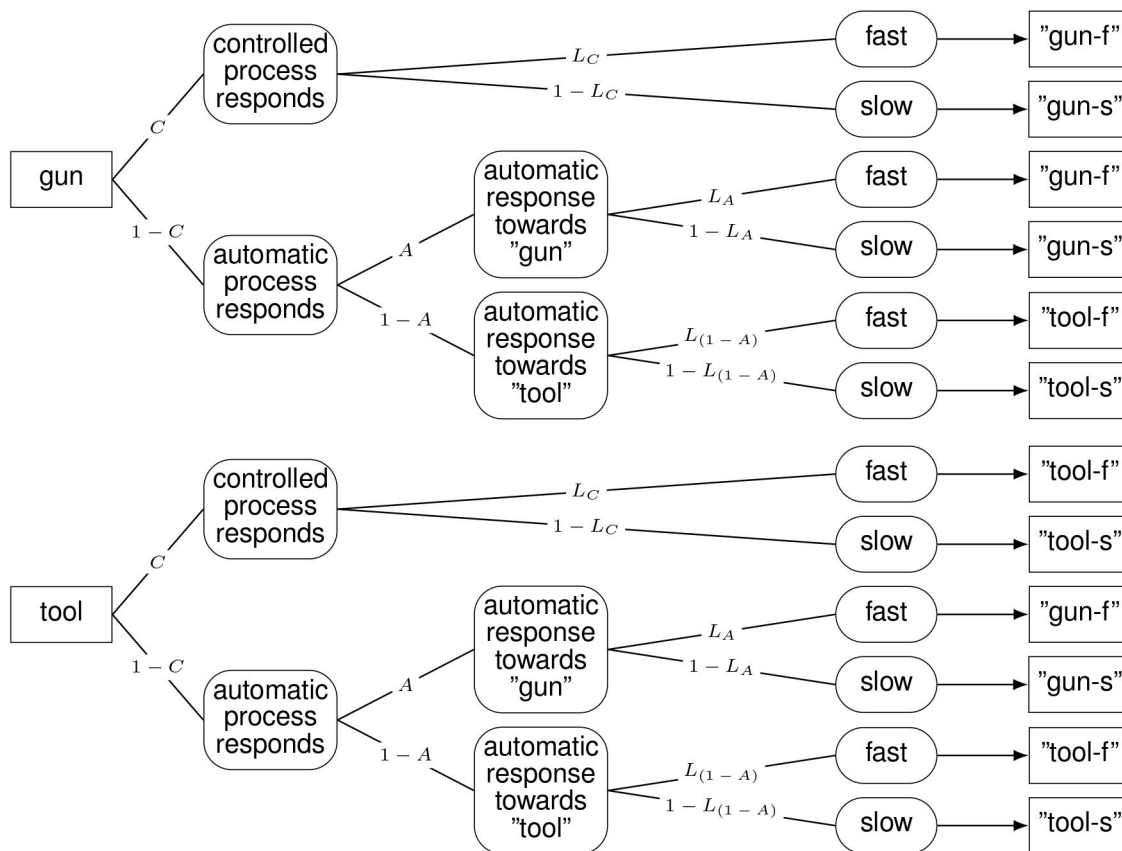 controlled
process
responds
L_C
fast
"gun-f"
1 − L_C
slow
"gun-s"
C
gun
1 − C
automatic
process
responds
A
automatic
response
towards
"gun"
L_A
fast
"gun-f"
1 − L_A
slow
"gun-s"
1 − A
automatic
response
towards
"tool"
L_(1 − A)
fast
"tool-f"
1 − L_(1 − A)
slow
"tool-s"
controlled
process
responds
L_C
fast
"tool-f"
1 − L_C
slow
"tool-s"
C
tool
1 − C
automatic
process
responds
A
automatic
response
towards
"gun"
L_A
fast
"gun-f"
1 − L_A
slow
"gun-s"
1 − A
automatic
response
towards
"tool"
L_(1 − A)
fast
"tool-f"
1 − L_(1 − A)
slow
"tool-s"